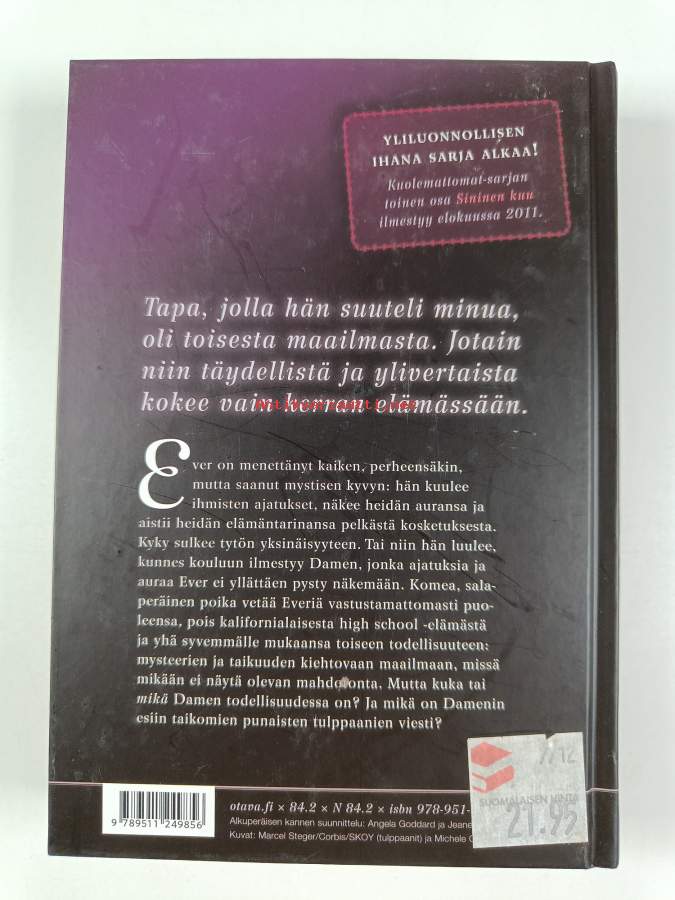 YLILUONNOLLISEN
IHANA SARJA ALKAA!
Kuolemattomat-sarjan
toinen osa Sininen kuu
ilmestyy elokuussa 2011.
Tapa, jolla hän suuteli minua,
oli toisesta maailmasta. Jotain
niin täydellistä ja ylivertaista
kokee vain kerran elämässään.
Ever on menettänyt kaiken, perheensäkin,
mutta saanut mystisen kyvyn: hän kuulee
ihmisten ajatukset, näkee heidän auransa ja
aistii heidän elämäntarinansa pelkästä kosketuksesta.
Kyky sulkee tytön yksinäisyyteen. Tai niin hän luulee,
kunnes kouluun ilmestyy Damen, jonka ajatuksia ja
auraa Ever ei yllättäen pysty näkemään. Komea, sala-
peräinen poika vetää Everiä vastustamattomasti puo-
leensa, pois kalifornialaisesta high school -elämästä
ja yhä syvemmälle mukaansa toiseen todellisuuteen:
mysteerien ja taikuuden kiehtovaan maailmaan, missä
mikään ei näytä olevan mahdotonta. Mutta kuka tai
mikä Damen todellisuudessa on? Ja mikä on Damenin
esiin taikomien punaisten tulppaanien viesti?
otava.fi × 84.2 × N 84.2 × isbn 978-951-
Alkuperäisen kannen suunnittelu: Angela Goddard ja Jeane
Kuvat: Marcel Steger/Corbis/SKOY (tulppaanit) ja Michele
9 789511 249856
7/12
SUOMALAISEN HINTA
21.95